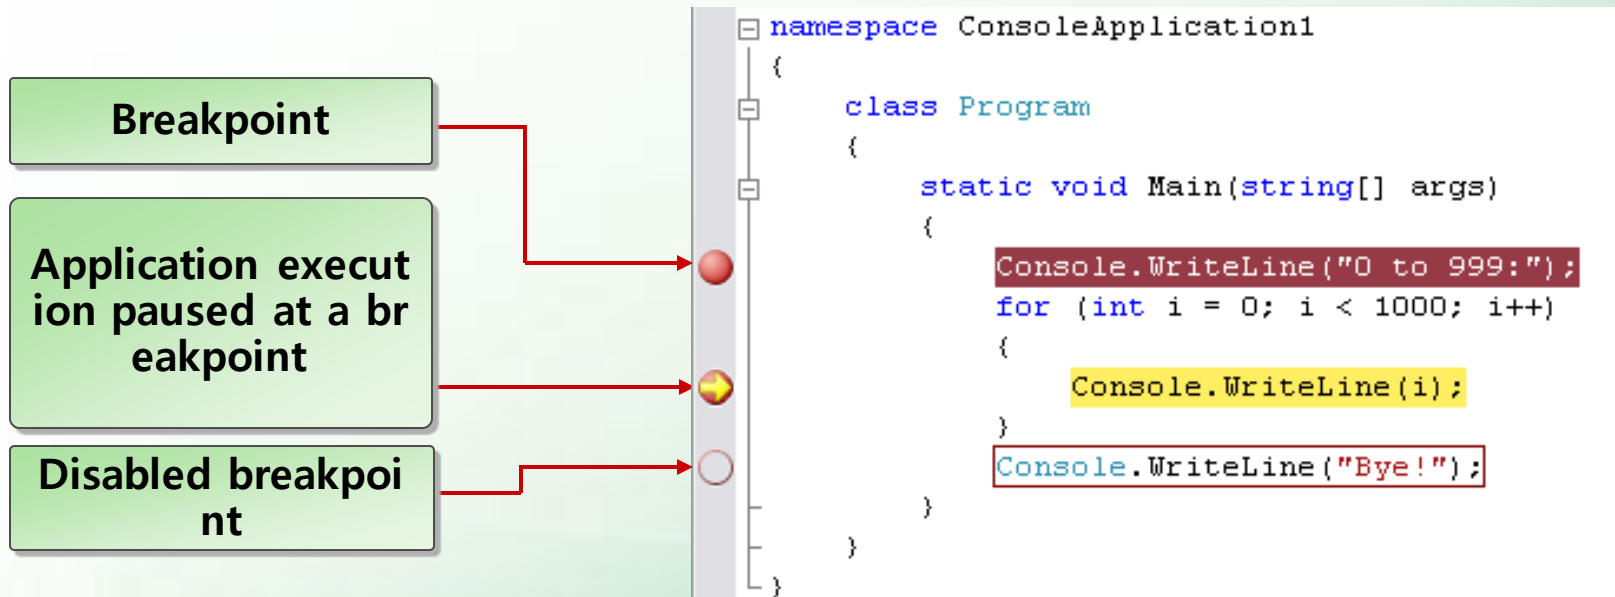 Breakpoint
Application execut
ion paused at a br
eakpoint
Disabled breakpoi
nt
namespace ConsoleApplication1
{
class Program
{
static void Main(string[] args)
{
Console.WriteLine("0 to 999:");
for (int i = 0; i < 1000; i++)
{
Console.WriteLine(i);
}
Console.WriteLine("Bye!");
}
}
}